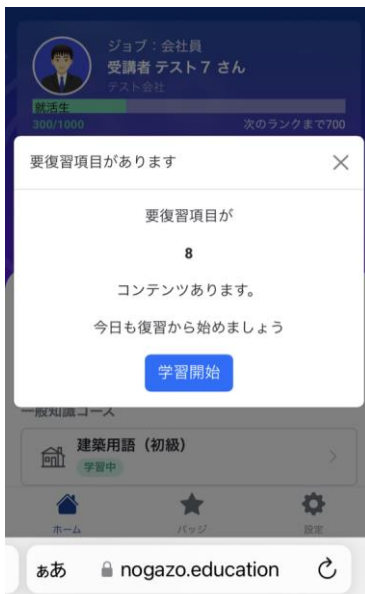 ジョブ：会社員
受講者 テスト７ さん
テスト会社
就活生
300/1000 次のランクまで700
要復習項目があります
要復習項目が
8
コンテンツあります。
今日も復習から始めましょう
学習開始
一般知識コース
建築用語（初級）
学習中
ホーム バッジ 設定
ぁあ nogazo.education